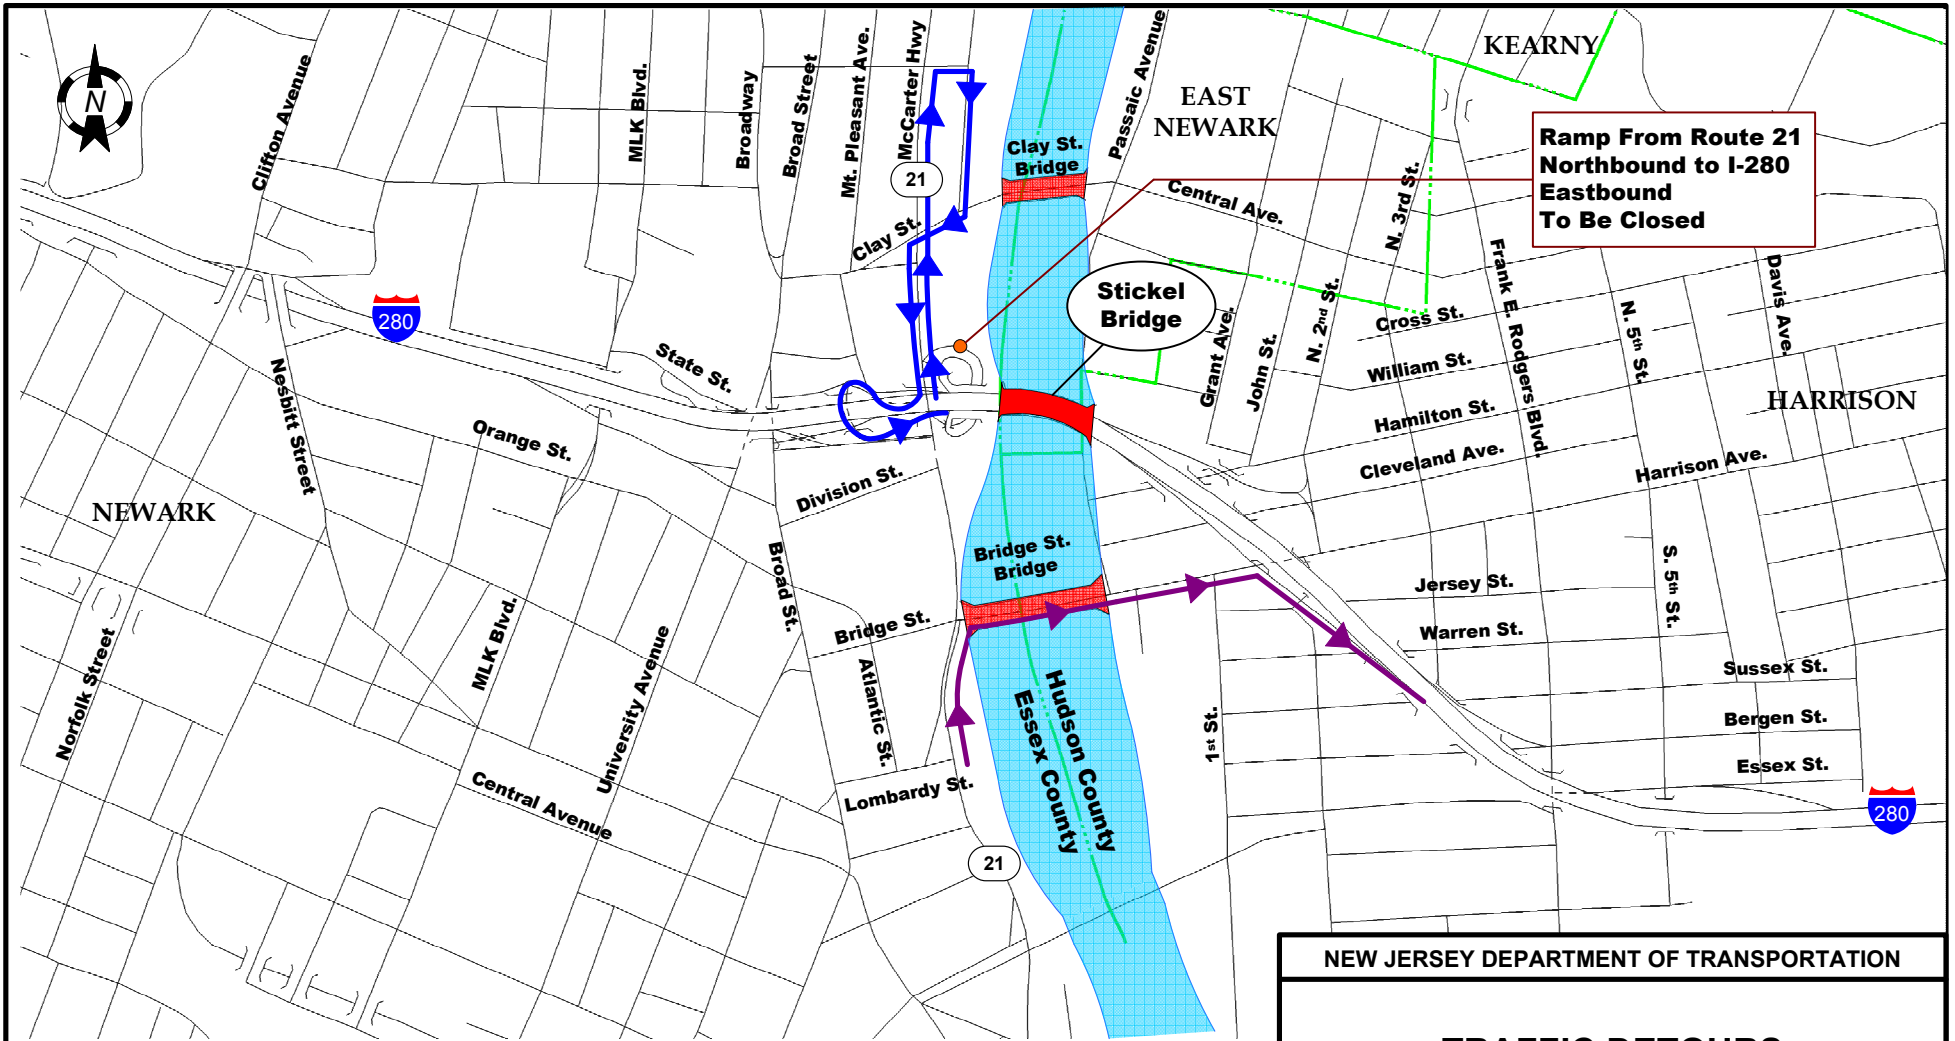 KEARNY
EAST
NEWARK
Ramp From Route 21
Northbound to I-280
Eastbound
To Be Closed
N
Clifton Avenue
MLK Blvd.
Broadway
Broad Street
Mt. Pleasant Ave.
McCarter Hwy
21
Clay St.
Bridge
Passaic Avenue
Central Ave.
N. 3rd St.
Clay St.
Frank E. Rodgers Blvd.
N. 5th St.
Davis Ave.
Stickel
Bridge
Grant Ave.
John St.
N. 2nd St.
Cross St.
William St.
Hamilton St.
Cleveland Ave.
Harrison Ave.
HARRISON
280
State St.
Nesbitt Street
Orange St.
NEWARK
Division St.
Broad St.
Bridge St.
Bridge
Bridge St.
Jersey St.
Warren St.
S. 5th St.
Sussex St.
Bergen St.
Essex St.
280
1st St.
Norfolk Street
MLK Blvd.
University Avenue
Atlantic St.
Hudson County
Essex County
Lombardy St.
Central Avenue
21
NEW JERSEY DEPARTMENT OF TRANSPORTATION
TRAFFIC DETOURS